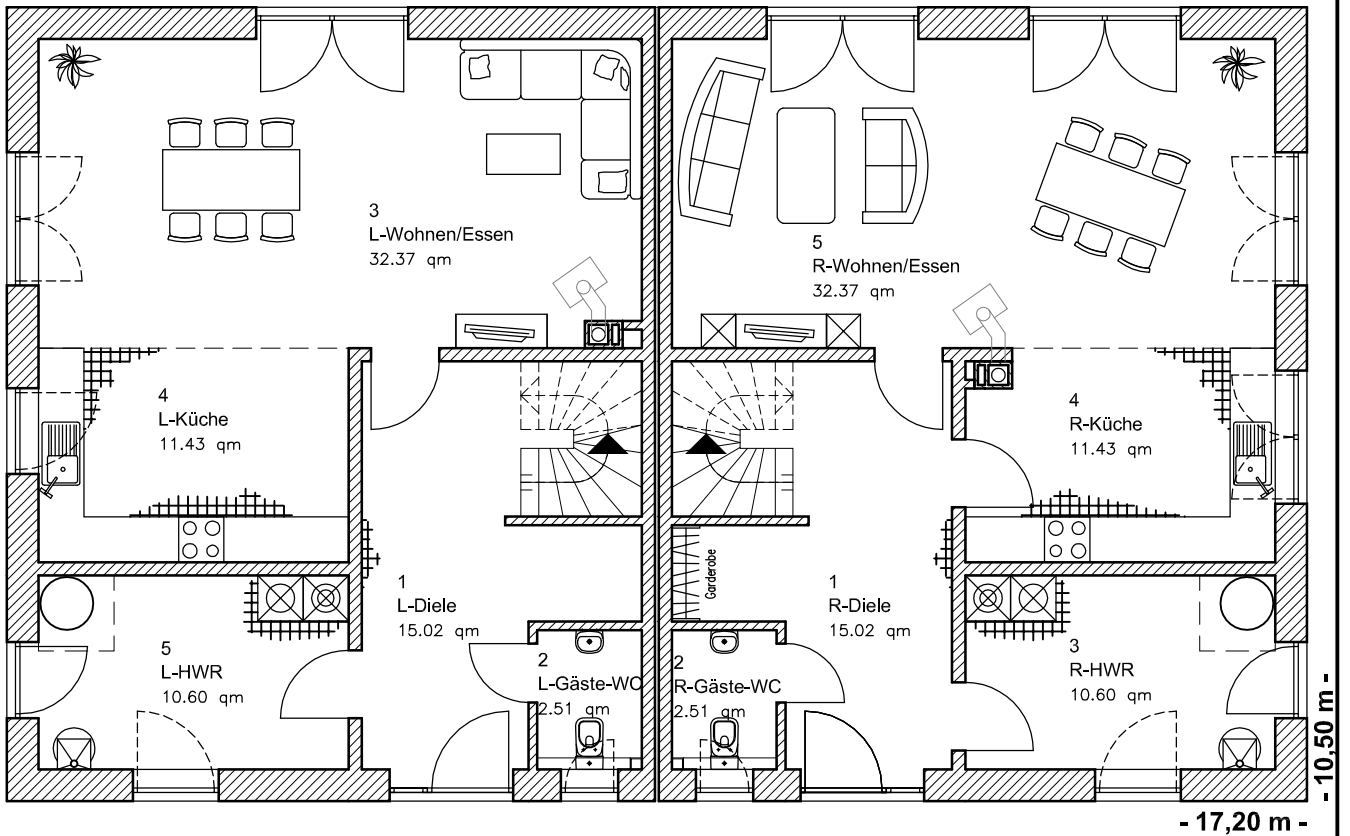 3
L-Wohnen/Essen
32.37 qm
5
R-Wohnen/Essen
32.37 qm
4
L-Küche
11.43 qm
4
R-Küche
11.43 qm
Garderobe
1
L-Diele
15.02 qm
1
R-Diele
15.02 qm
5
L-HWR
10.60 qm
2
L-Gäste-WC
2.51 qm
2
R-Gäste-WC
2.51 qm
3
R-HWR
10.60 qm
- 10,50 m -
- 17,20 m -